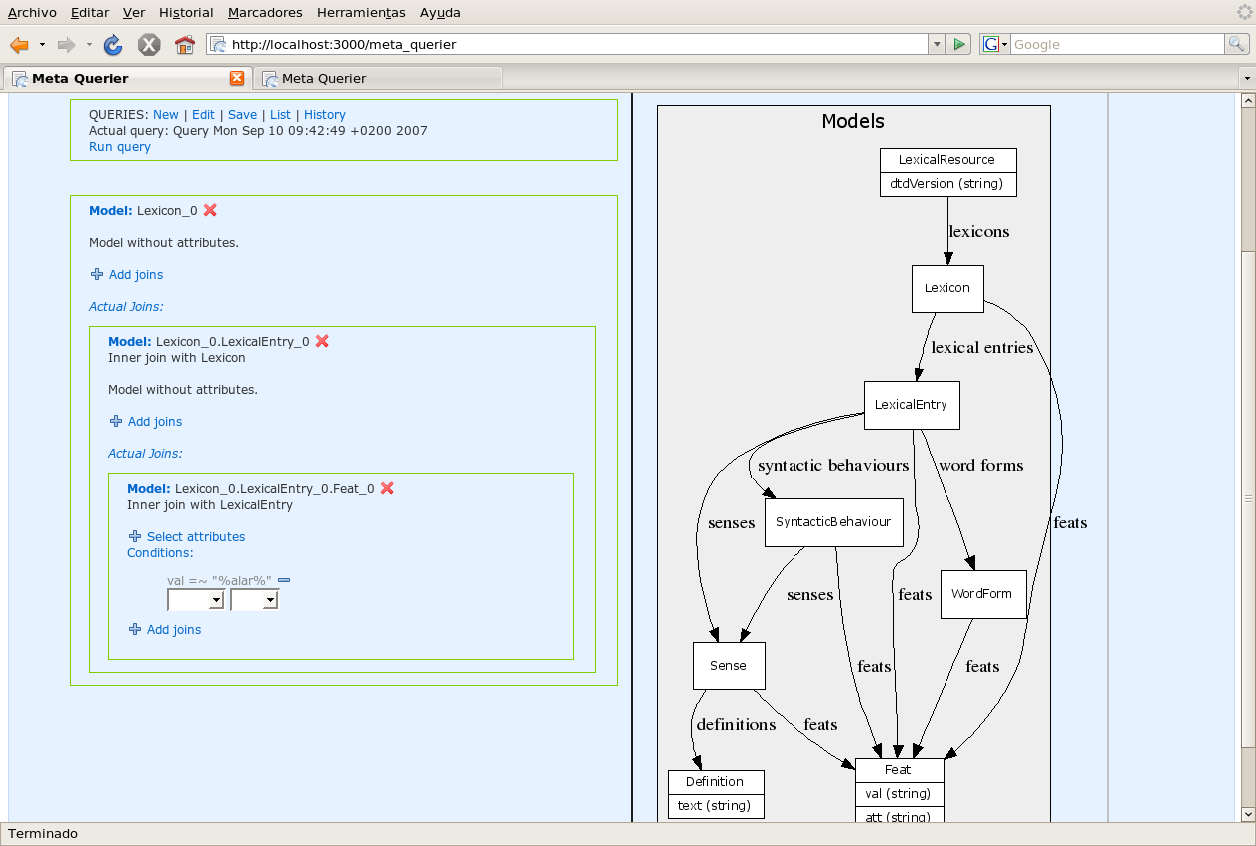 Archivo Editar Ver Historial Marcadores Herramientas Ayuda
http://localhost:3000/meta_querier
G Google
Meta Querier
Meta Querier
QUERIES: New | Edit | Save | List | History
Actual query: Query Mon Sep 10 09:42:49 +0200 2007
Run query
Model: Lexicon_0
Model without attributes.
Add joins
Actual Joins:
Model: Lexicon_0.LexicalEntry_0
Inner join with Lexicon
Model without attributes.
Add joins
Actual Joins:
Model: Lexicon_0.LexicalEntry_0.Feat_0
Inner join with LexicalEntry
Select attributes
Conditions:
val =~ "%alar%"
Add joins
Models
LexicalResource
dtdVersion (string)
lexicons
Lexicon
lexical entries
LexicalEntry
syntactic behaviours
word forms
senses
SyntacticBehaviour
feats
senses
feats
WordForm
Sense
feats
feats
definitions
feats
Definition
text (string)
Feat
val (string)
att (string)
Terminado